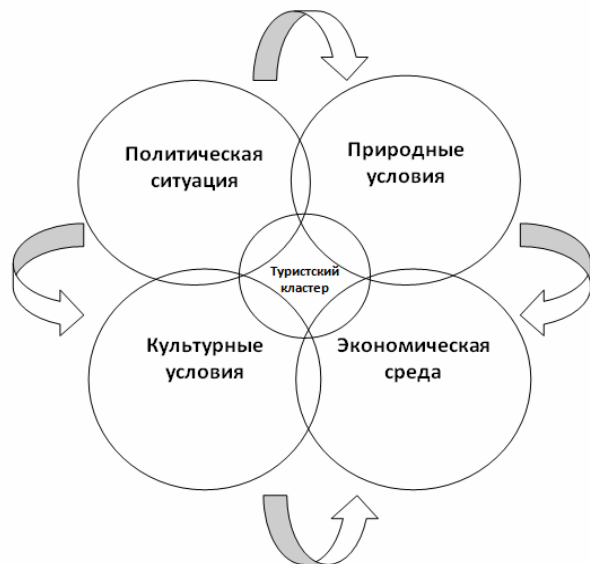 Политическая
ситуация
Природные
условия
Туристский
кластер
Культурные
условия
Экономическая
среда